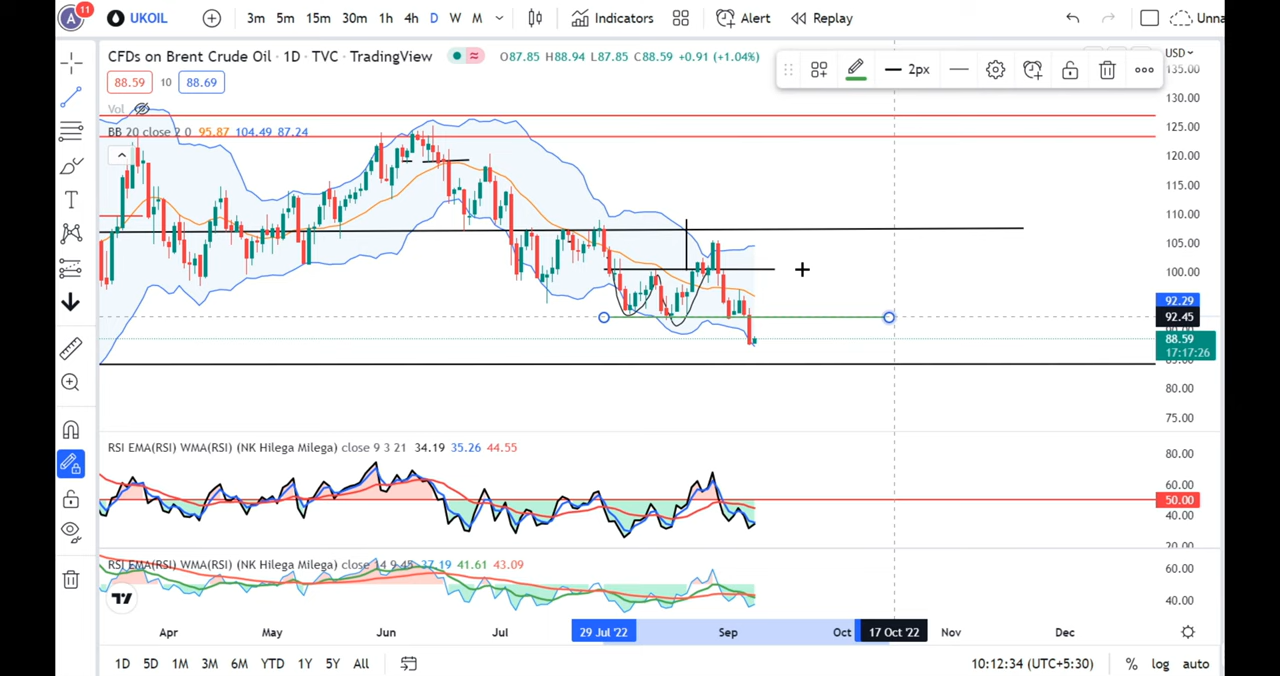 A 11 UKOIL 3m 5m 15m 30m 1h 4h D W M Indicators Alert Replay Unna
CFDs on Brent Crude Oil · 1D · TVC · TradingView O87.85 H88.94 L87.85 C88.59 +0.91 (+1.04%) 2px USD
135.00
88.59 10 88.69
130.00
Vol
125.00
BB 20 close 2 0 95.87 104.49 87.24
120.00
115.00
110.00
105.00
100.00
92.29
92.45
88.59
17:17:26
85.00
80.00
75.00
RSI EMA(RSI) WMA(RSI) (NK Hilega Milega) close 9 3 21 34.19 35.26 44.55
80.00
60.00
50.00
40.00
20.00
RSI EMA(RSI) WMA(RSI) (NK Hilega Milega) close 14 9 45 37.19 41.61 43.09
60.00
40.00
Apr May Jun Jul 29 Jul '22 Sep Oct 17 Oct '22 Nov Dec
1D 5D 1M 3M 6M YTD 1Y 5Y All 10:12:34 (UTC+5:30) % log auto